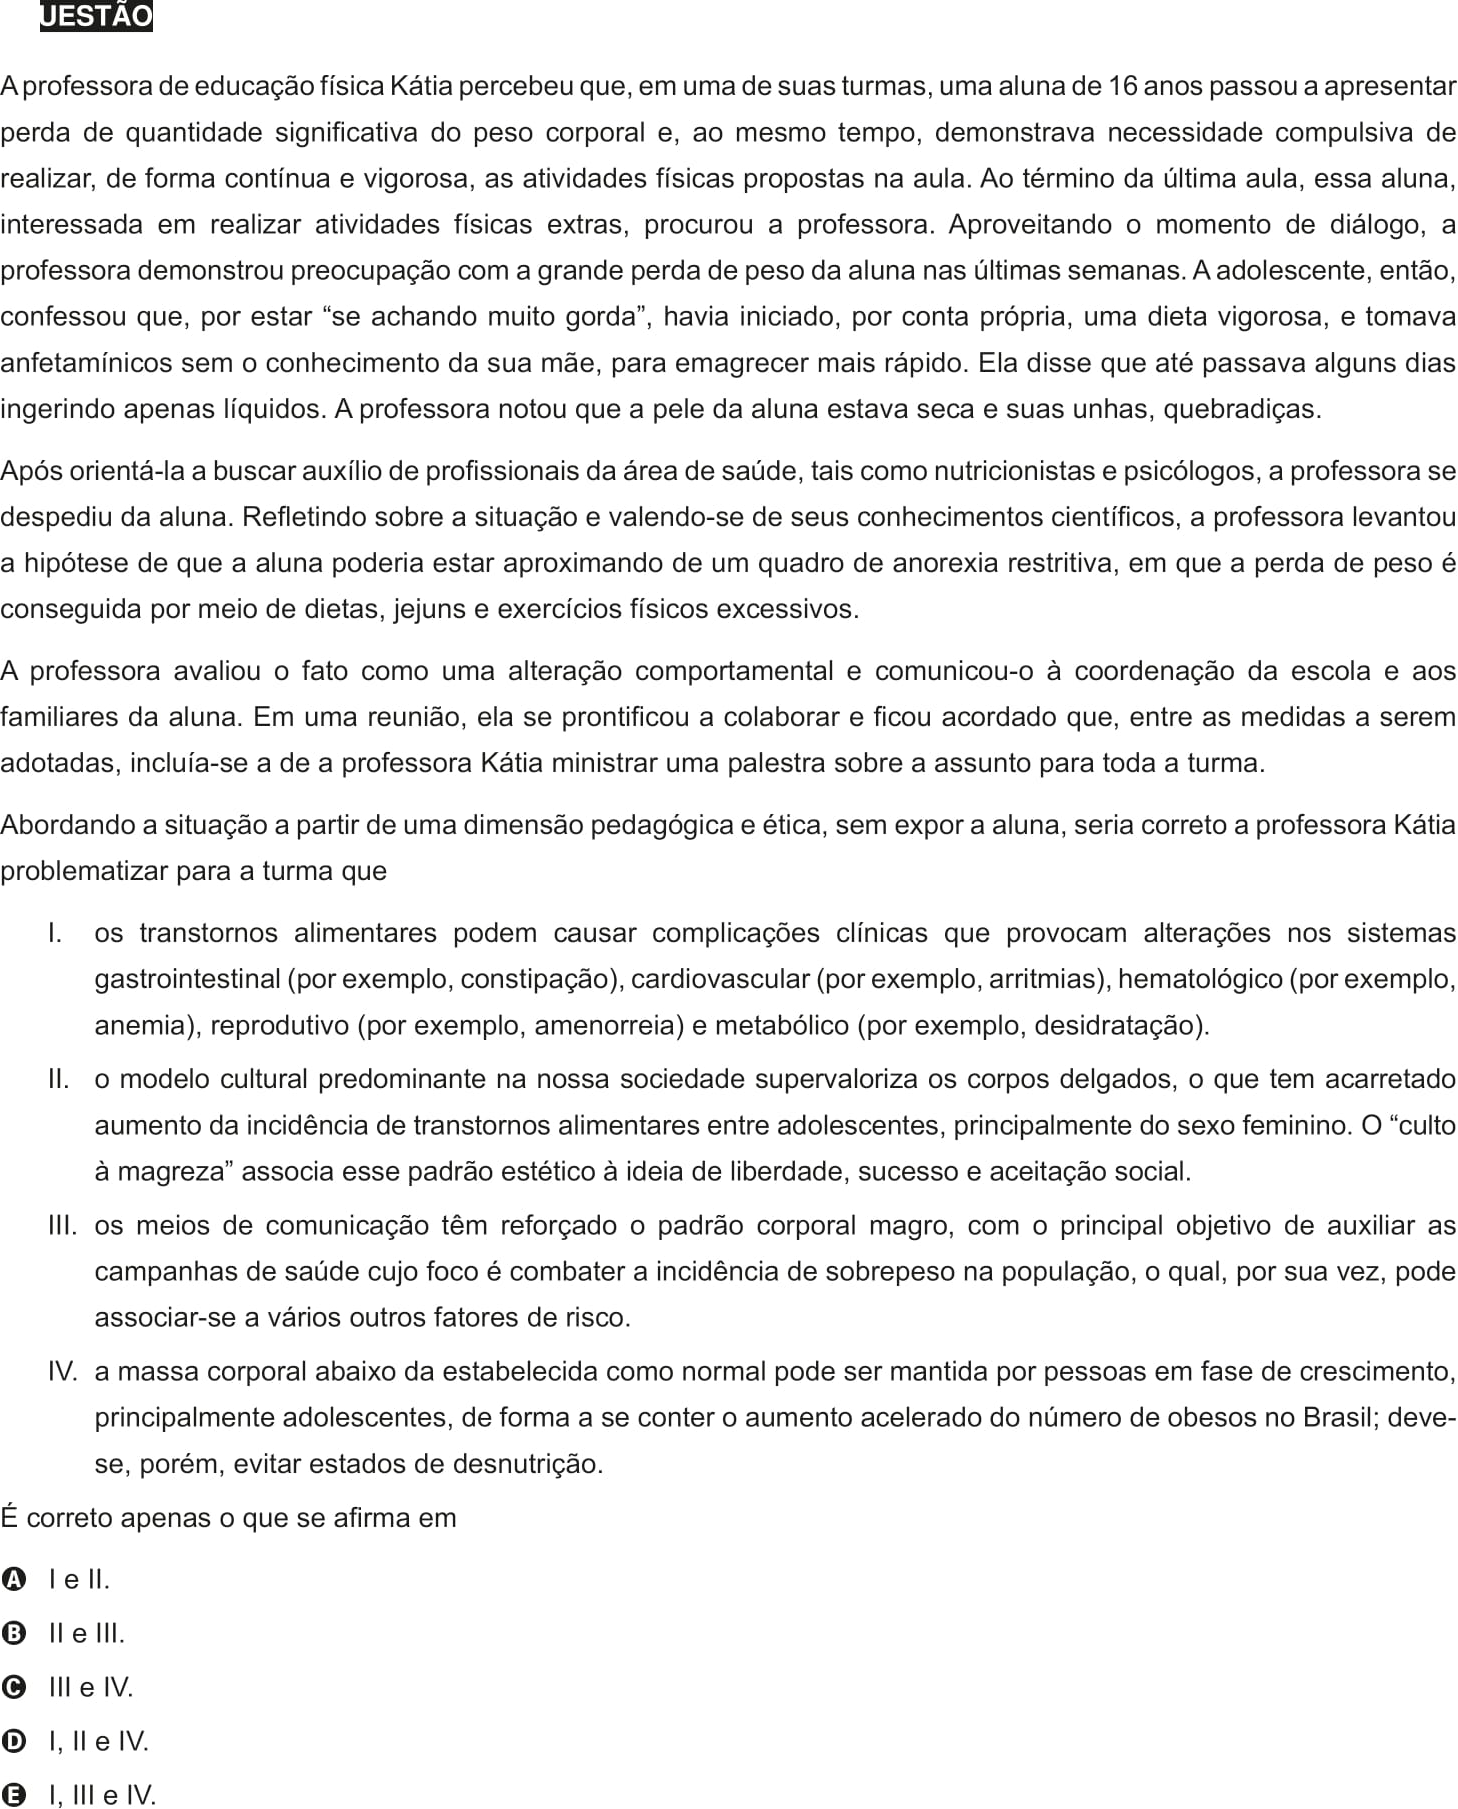 UESTÃO
A professora de educação física Kátia percebeu que, em uma de suas turmas, uma aluna de 16 anos passou a apresentar
perda de quantidade significativa do peso corporal e, ao mesmo tempo, demonstrava necessidade compulsiva de
realizar, de forma contínua e vigorosa, as atividades físicas propostas na aula. Ao término da última aula, essa aluna,
interessada em realizar atividades físicas extras, procurou a professora. Aproveitando o momento de diálogo, a
professora demonstrou preocupação com a grande perda de peso da aluna nas últimas semanas. A adolescente, então,
confessou que, por estar “se achando muito gorda”, havia iniciado, por conta própria, uma dieta vigorosa, e tomava
anfetamínicos sem o conhecimento da sua mãe, para emagrecer mais rápido. Ela disse que até passava alguns dias
ingerindo apenas líquidos. A professora notou que a pele da aluna estava seca e suas unhas, quebradiças.
Após orientá-la a buscar auxílio de profissionais da área de saúde, tais como nutricionistas e psicólogos, a professora se
despediu da aluna. Refletindo sobre a situação e valendo-se de seus conhecimentos científicos, a professora levantou
a hipótese de que a aluna poderia estar aproximando de um quadro de anorexia restritiva, em que a perda de peso é
conseguida por meio de dietas, jejuns e exercícios físicos excessivos.
A professora avaliou o fato como uma alteração comportamental e comunicou-o à coordenação da escola e aos
familiares da aluna. Em uma reunião, ela se prontificou a colaborar e ficou acordado que, entre as medidas a serem
adotadas, incluía-se a de a professora Kátia ministrar uma palestra sobre a assunto para toda a turma.
Abordando a situação a partir de uma dimensão pedagógica e ética, sem expor a aluna, seria correto a professora Kátia
problematizar para a turma que
I. os transtornos alimentares podem causar complicações clínicas que provocam alterações nos sistemas
gastrointestinal (por exemplo, constipação), cardiovascular (por exemplo, arritmias), hematológico (por exemplo,
anemia), reprodutivo (por exemplo, amenorreia) e metabólico (por exemplo, desidratação).
II. o modelo cultural predominante na nossa sociedade supervaloriza os corpos delgados, o que tem acarretado
aumento da incidência de transtornos alimentares entre adolescentes, principalmente do sexo feminino. O “culto
à magreza” associa esse padrão estético à ideia de liberdade, sucesso e aceitação social.
III. os meios de comunicação têm reforçado o padrão corporal magro, com o principal objetivo de auxiliar as
campanhas de saúde cujo foco é combater a incidência de sobrepeso na população, o qual, por sua vez, pode
associar-se a vários outros fatores de risco.
IV. a massa corporal abaixo da estabelecida como normal pode ser mantida por pessoas em fase de crescimento,
principalmente adolescentes, de forma a se conter o aumento acelerado do número de obesos no Brasil; deve-
se, porém, evitar estados de desnutrição.
É correto apenas o que se afirma em
A I e II.
B II e III.
C III e IV.
D I, II e IV.
E I, III e IV.